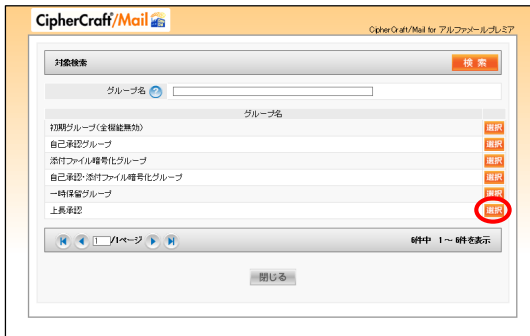 CipherCraft/Mail
CipherCraft/Mail for アルファメールプレミア
対象検索
検索
グループ名 ?
グループ名
初期グループ(全機能無効) 選択
自己承認グループ 選択
添付ファイル暗号化グループ 選択
自己承認・添付ファイル暗号化グループ 選択
一時保留グループ 選択
上長承認 選択
1 /1ページ
6件中 1～6件を表示
閉じる